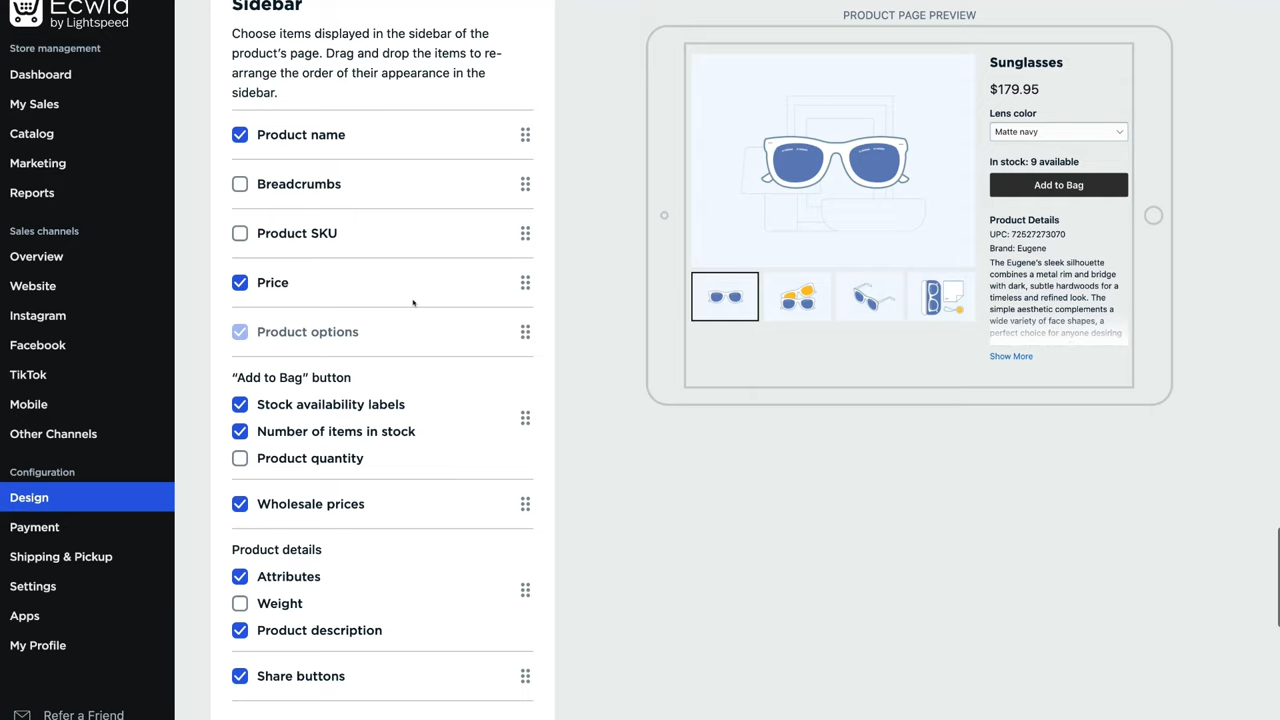 Ecwid
by Lightspeed
Store management
Dashboard
My Sales
Catalog
Marketing
Reports
Sales channels
Overview
Website
Instagram
Facebook
TikTok
Mobile
Other Channels
Configuration
Design
Payment
Shipping & Pickup
Settings
Apps
My Profile
Refer a Friend
Sidebar
Choose items displayed in the sidebar of the
product's page. Drag and drop the items to re-
arrange the order of their appearance in the
sidebar.
Product name
Breadcrumbs
Product SKU
Price
Product options
“Add to Bag” button
Stock availability labels
Number of items in stock
Product quantity
Wholesale prices
Product details
Attributes
Weight
Product description
Share buttons
PRODUCT PAGE PREVIEW
Sunglasses
$179.95
Lens color
Matte navy
In stock: 9 available
Add to Bag
Product Details
UPC: 72527273070
Brand: Eugene
The Eugene's sleek silhouette
combines a metal rim and bridge
with dark, subtle hardwoods for a
timeless and refined look. The
simple aesthetic complements a
wide variety of face shapes, a
perfect choice for anyone desiring
Show More